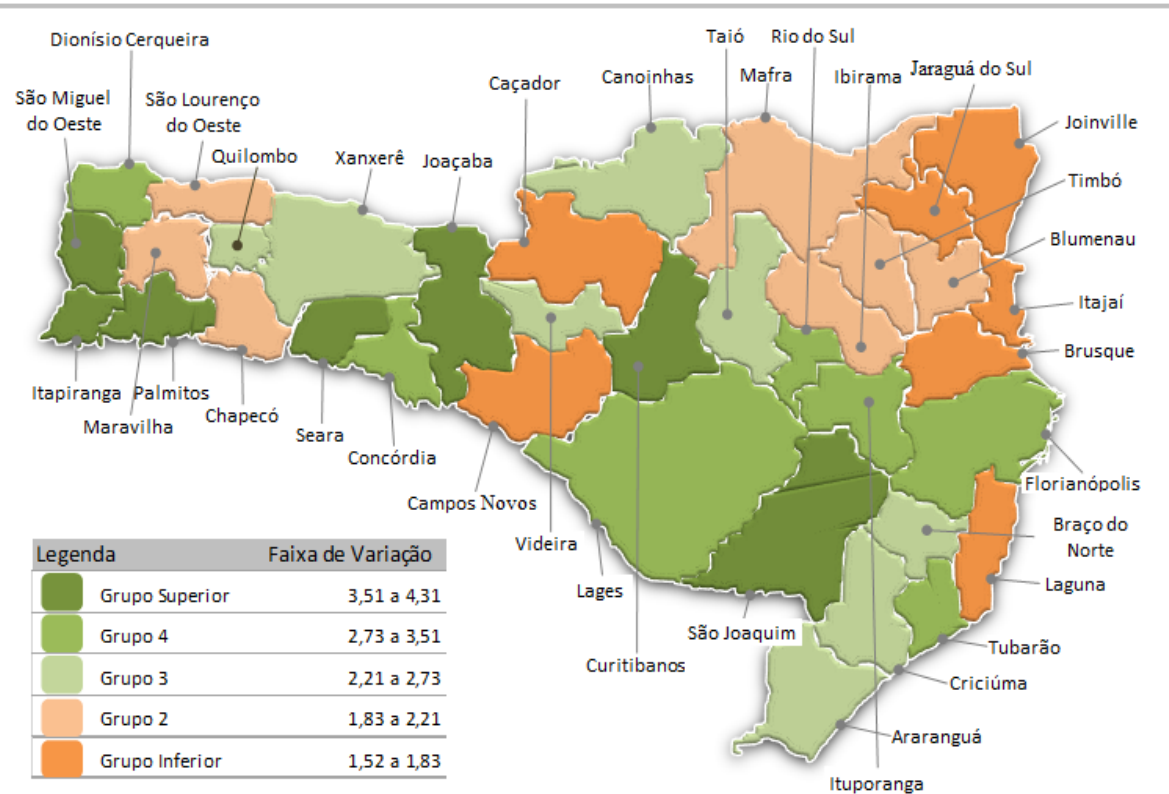 Dionísio Cerqueira
São Miguel
do Oeste
São Lourenço
do Oeste
Quilombo
Xanxerê
Joaçaba
Caçador
Canoinhas
Taió
Mafra
Rio do Sul
Ibirama
Jaraguá do Sul
Joinville
Timbó
Blumenau
Itajaí
Brusque
Itapiranga
Palmitos
Maravilha
Chapecó
Seara
Concórdia
Campos Novos
Videira
Lages
Curitibanos
São Joaquim
Florianópolis
Braço do
Norte
Laguna
Tubarão
Criciúma
Araranguá
Ituporanga
Legenda Faixa de Variação
Grupo Superior 3,51 a 4,31
Grupo 4 2,73 a 3,51
Grupo 3 2,21 a 2,73
Grupo 2 1,83 a 2,21
Grupo Inferior 1,52 a 1,83